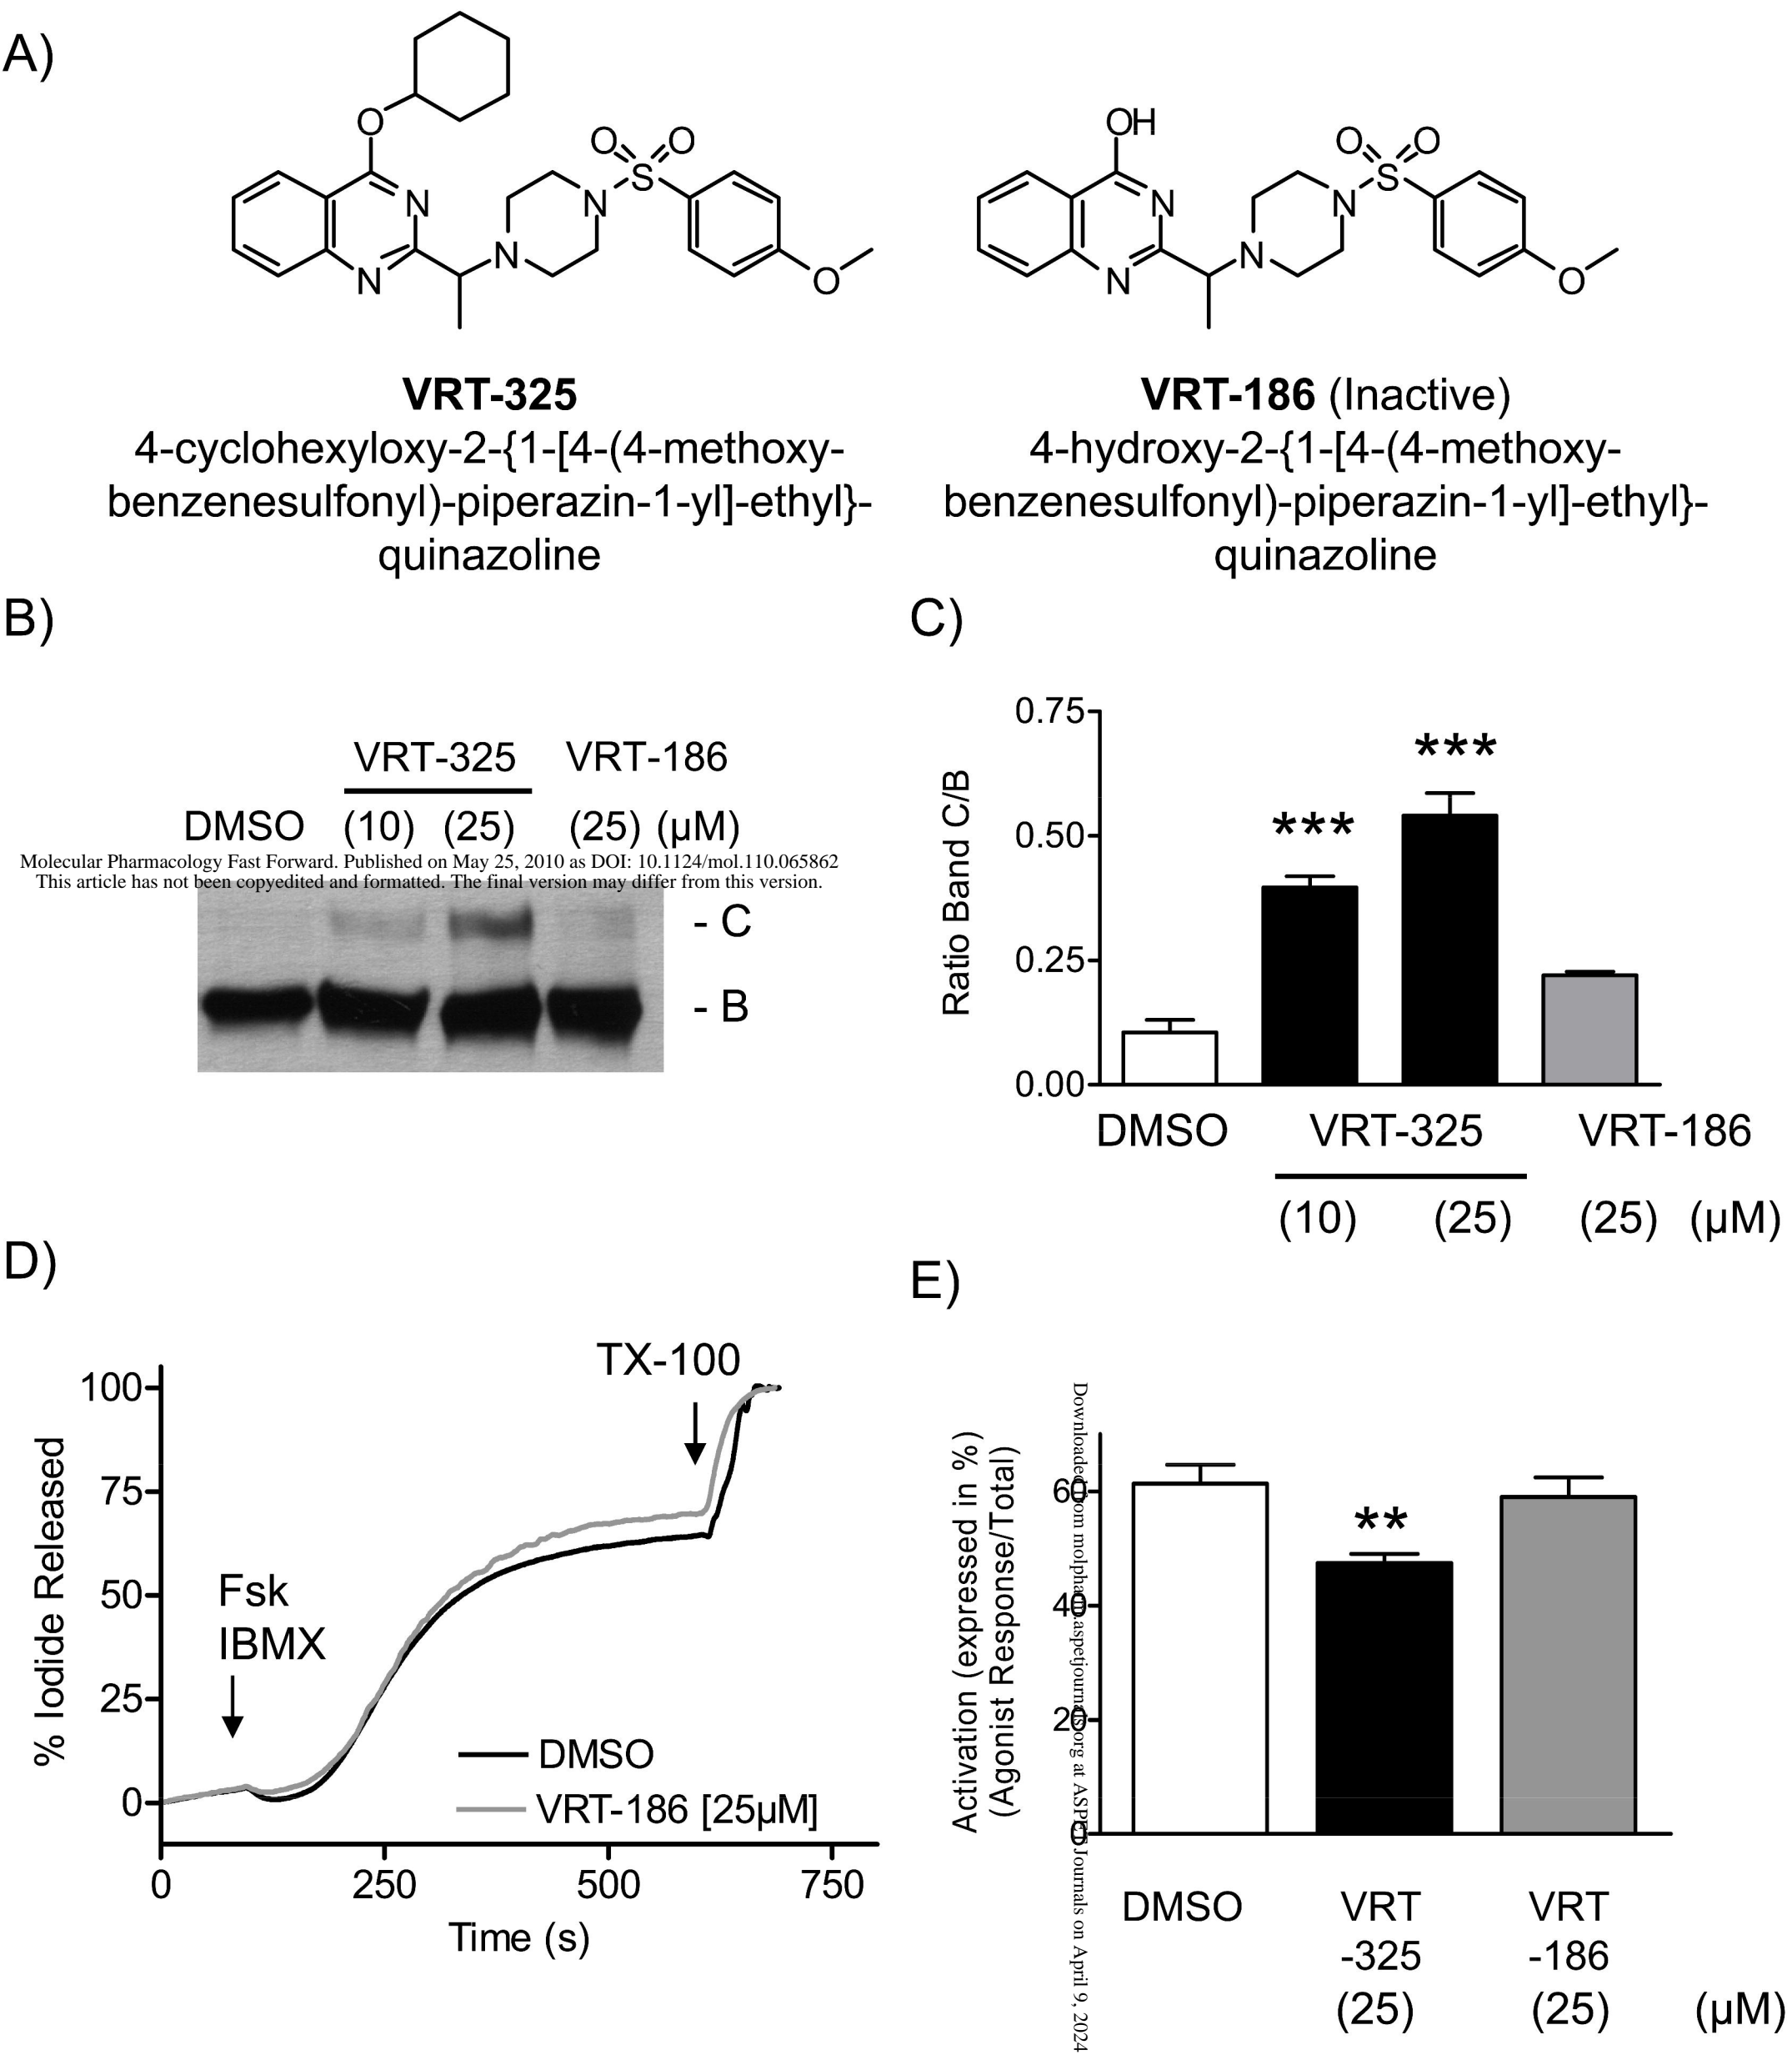 A)
O
N
N
N
N
O O
S
O
OH
N
N
N
N
O O
S
O
VRT-325
4-cyclohexyloxy-2-{1-[4-(4-methoxy-
benzenesulfonyl)-piperazin-1-yl]-ethyl}-
quinazoline
VRT-186 (Inactive)
4-hydroxy-2-{1-[4-(4-methoxy-
benzenesulfonyl)-piperazin-1-yl]-ethyl}-
quinazoline
B)
VRT-325 VRT-186
DMSO (10) (25) (25) (μM)
Molecular Pharmacology Fast Forward. Published on May 25, 2010 as DOI: 10.1124/mol.110.065862
This article has not been copyedited and formatted. The final version may differ from this version.
- C
- B
C)
Ratio Band C/B
0.75
0.50
0.25
0.00
***
***
DMSO VRT-325 VRT-186
(10) (25) (25) (μM)
D)
% Iodide Released
100
75
50
25
0
TX-100
Fsk
IBMX
DMSO
VRT-186 [25μM]
0 250 500 750
Time (s)
E)
Activation (expressed in %)
(Agonist Response/Total)
60
40
20
0
**
DMSO VRT VRT
-325 -186
(25) (25) (μM)
Downloaded from molpharm.aspetjournals.org at ASPET Journals on April 9, 2024